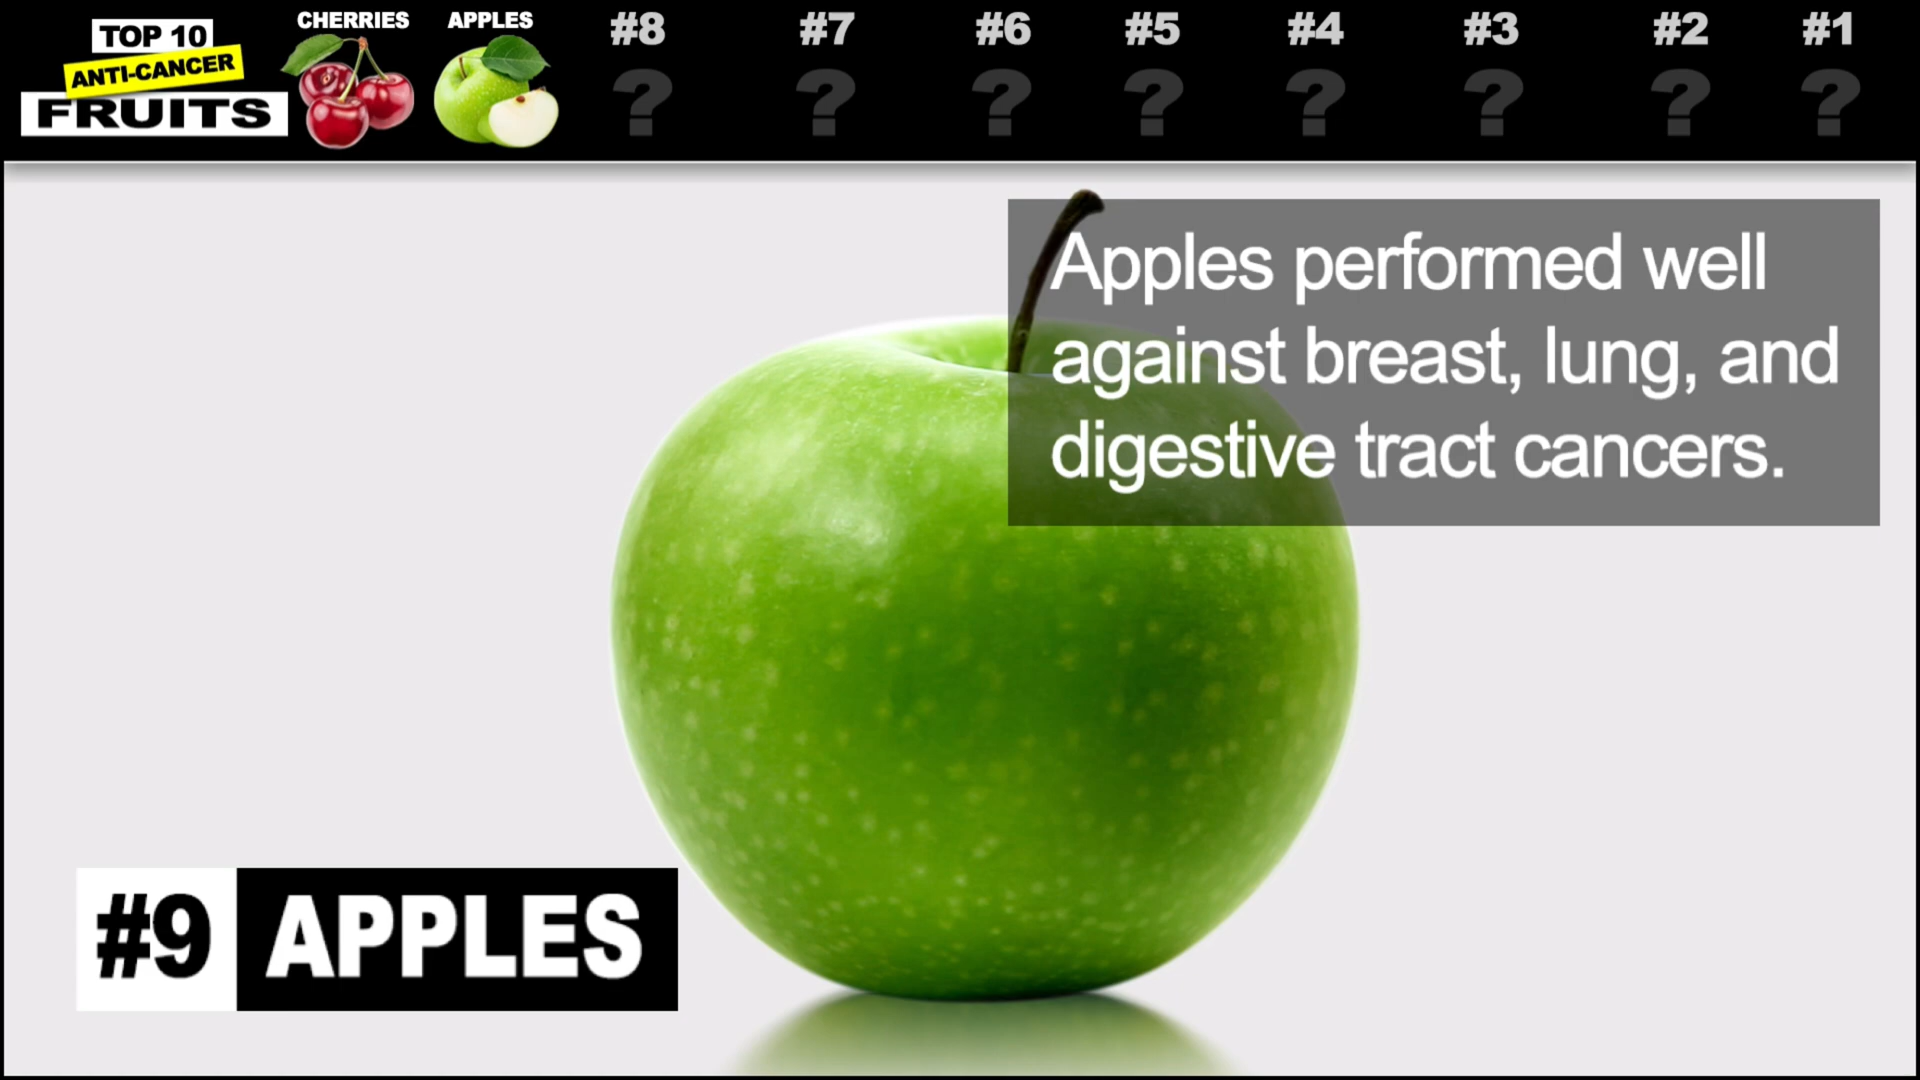 TOP 10
ANTI-CANCER
FRUITS
CHERRIES
APPLES
#8
#7
#6
#5
#4
#3
#2
#1
?
?
?
?
?
?
?
?
Apples performed well
against breast, lung, and
digestive tract cancers.
#9 APPLES